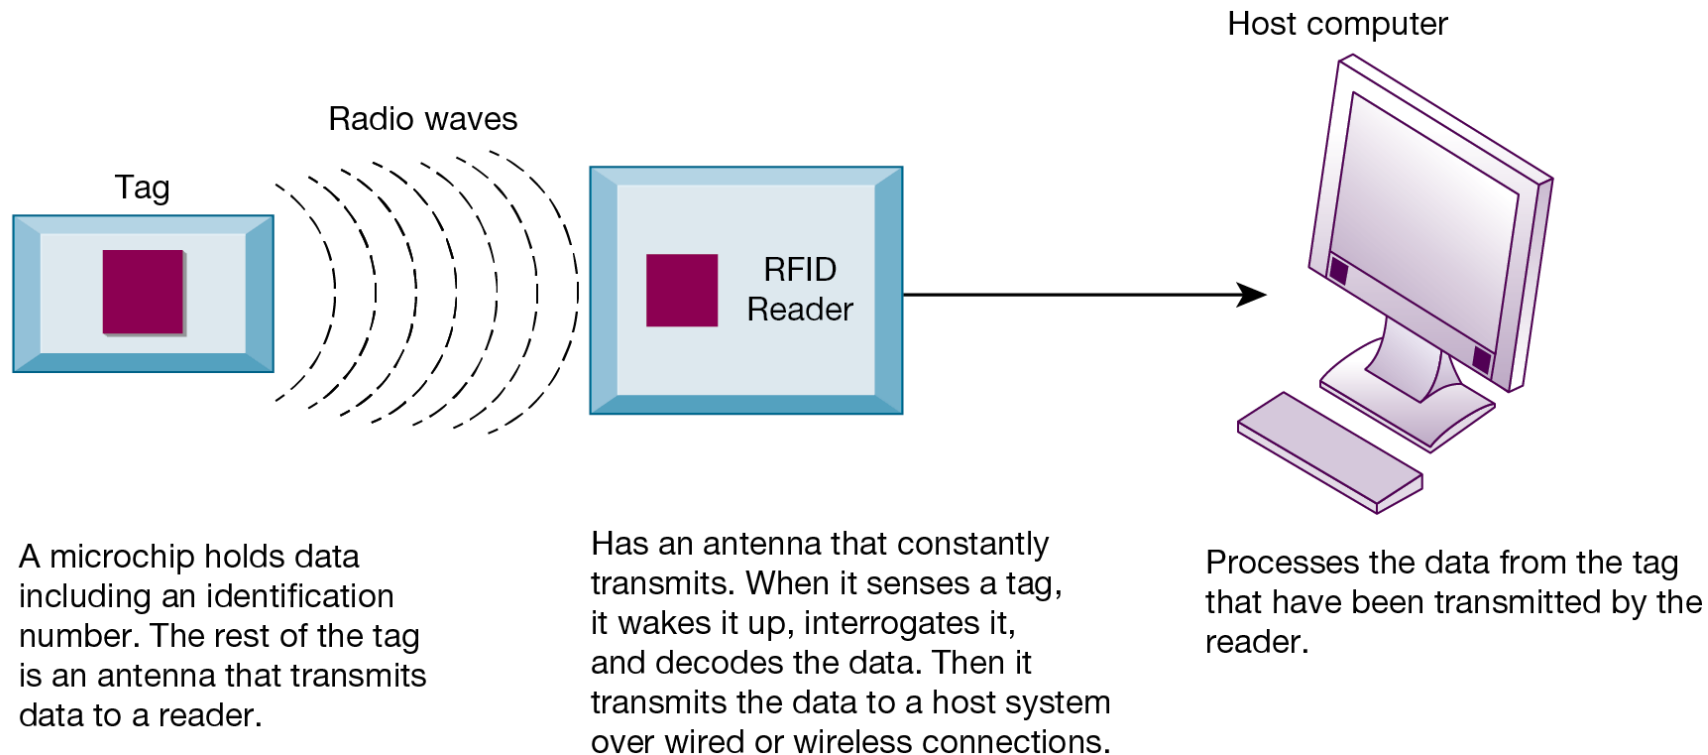 Host computer
Radio waves
Tag
RFID
Reader
A microchip holds data
including an identification
number. The rest of the tag
is an antenna that transmits
data to a reader.
Has an antenna that constantly
transmits. When it senses a tag,
it wakes it up, interrogates it,
and decodes the data. Then it
transmits the data to a host system
over wired or wireless connections.
Processes the data from the tag
that have been transmitted by the
reader.